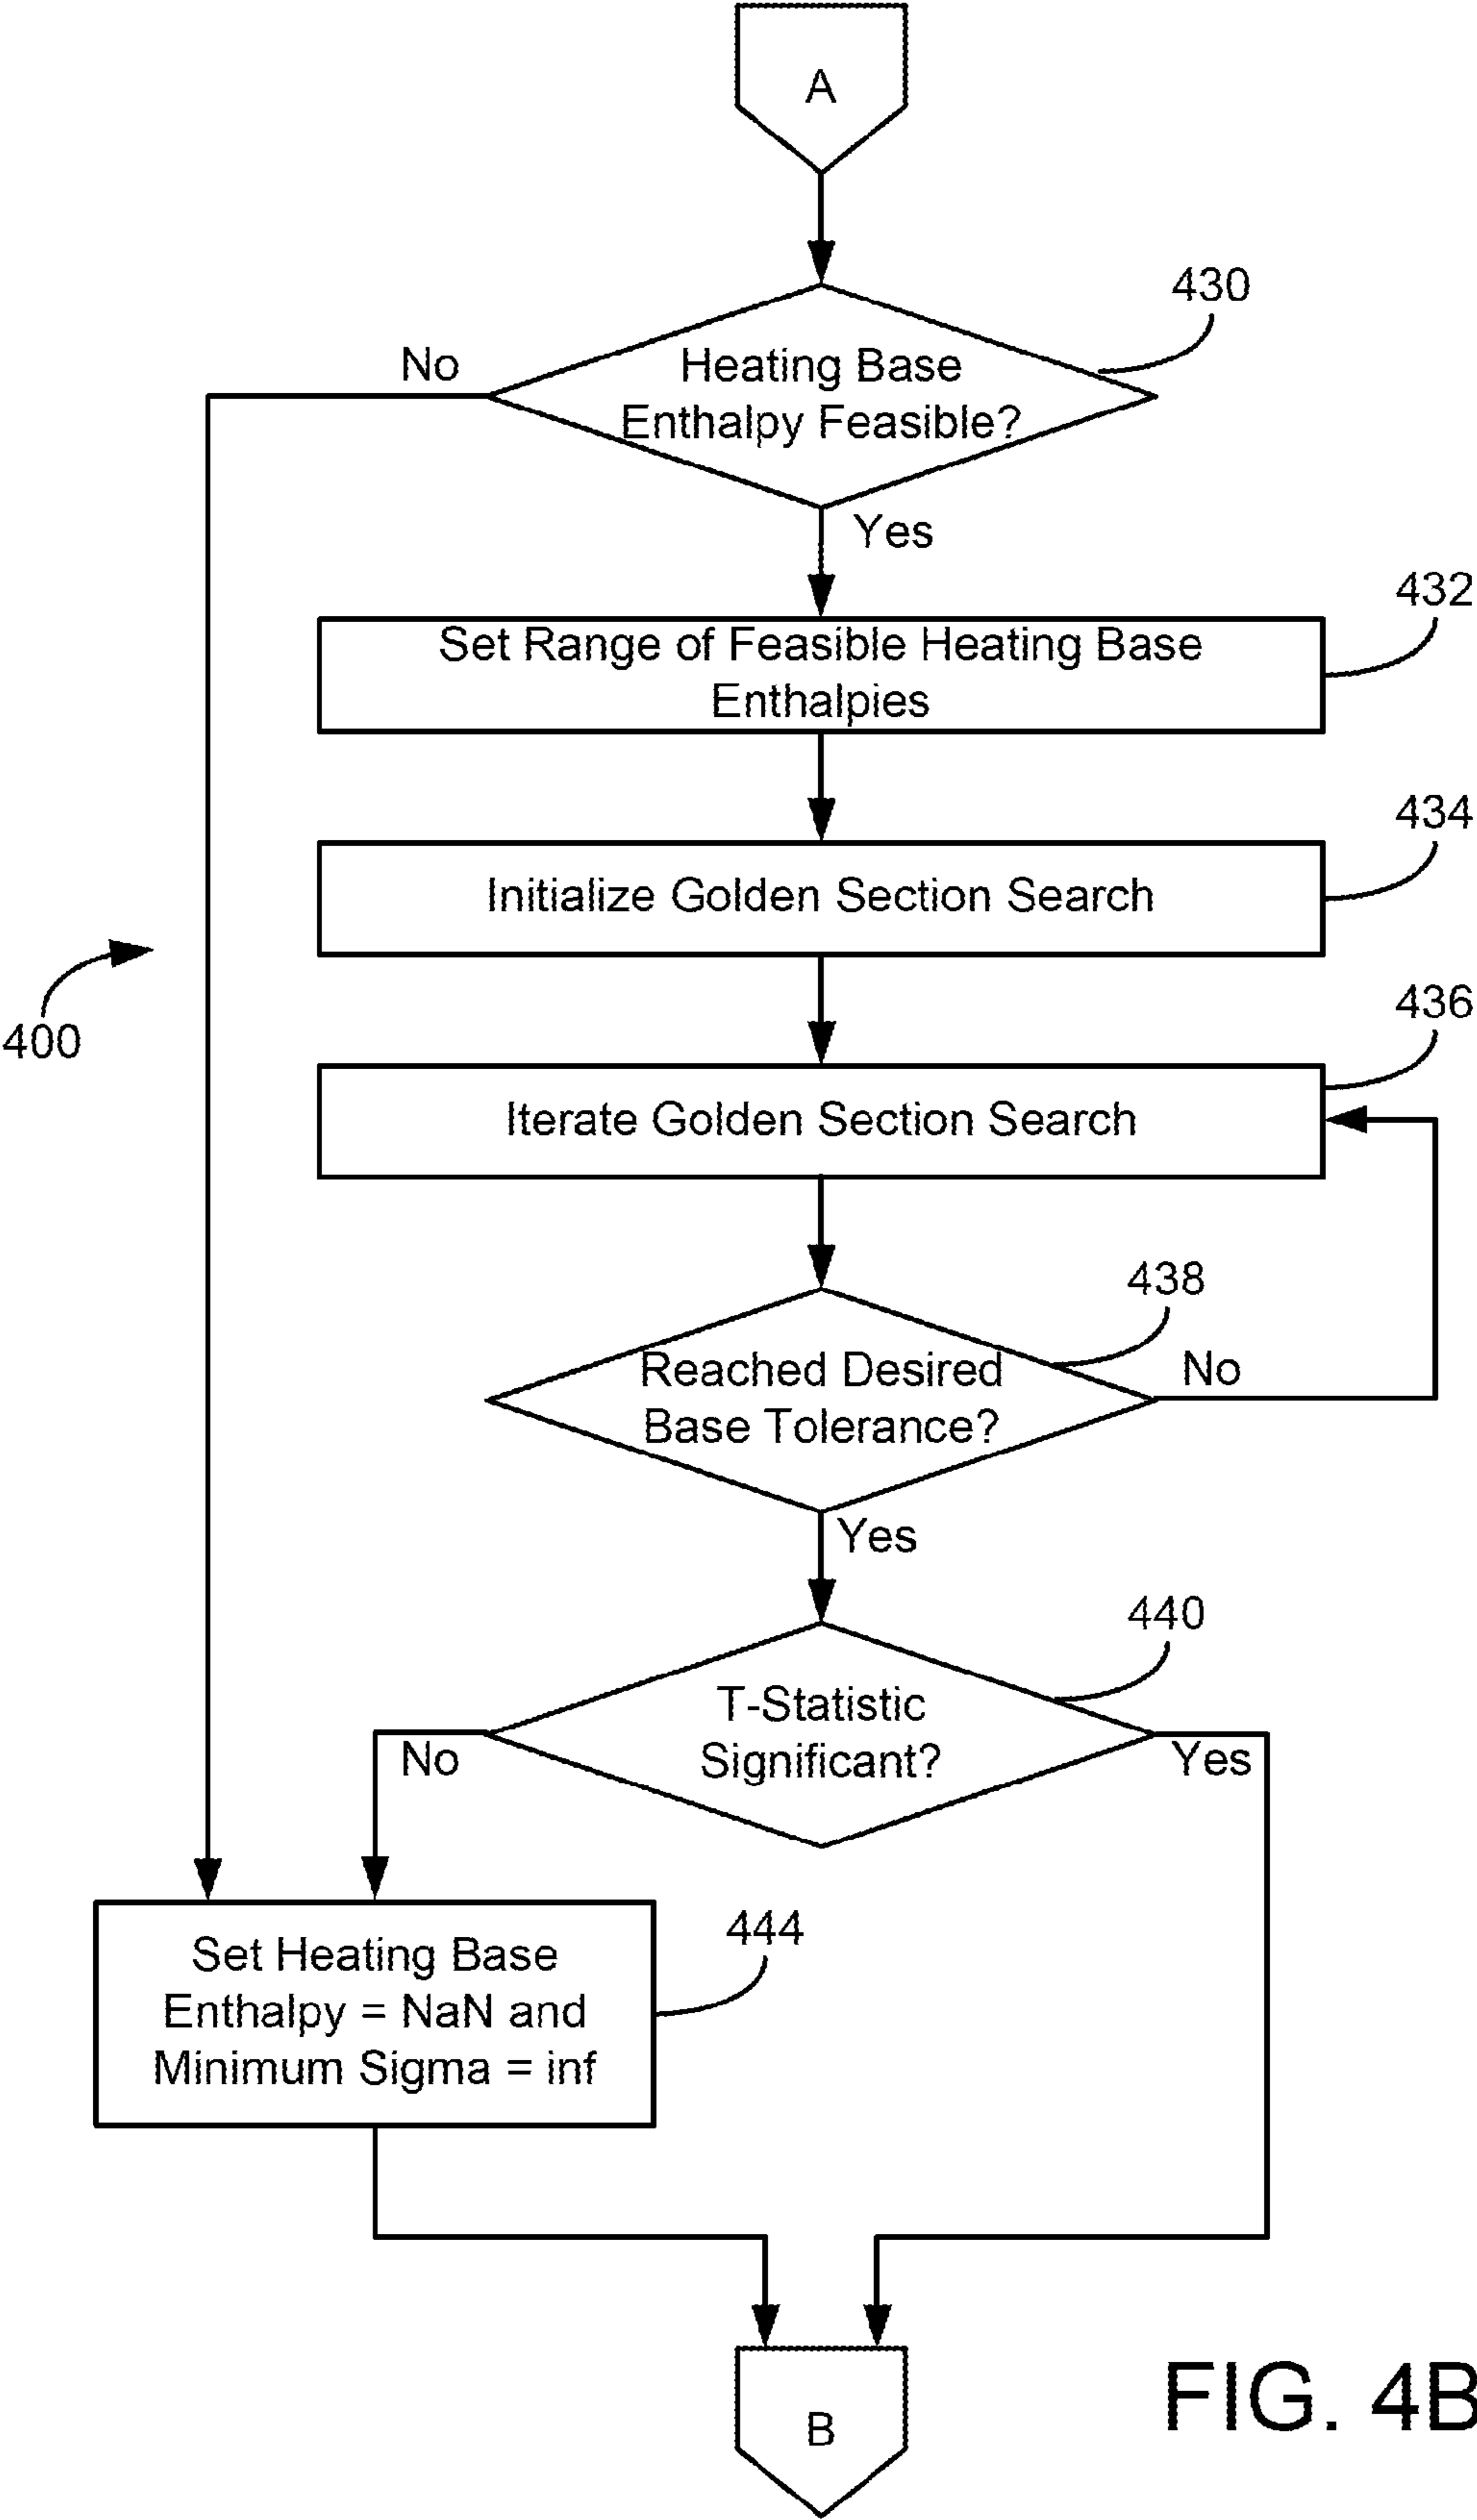 A
430
No
Heating Base
Enthalpy Feasible?
Yes
432
Set Range of Feasible Heating Base
Enthalpies
434
Initialize Golden Section Search
400
436
Iterate Golden Section Search
438
Reached Desired
Base Tolerance?
No
Yes
440
T-Statistic
Significant?
No
Yes
444
Set Heating Base
Enthalpy = NaN and
Minimum Sigma = inf
B
FIG. 4B